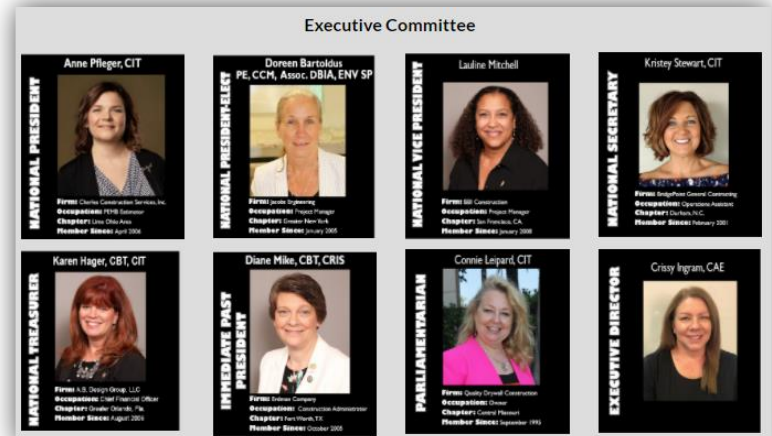 Executive Committee
Anne Pfleger, CIT
NATIONAL PRESIDENT
Firm: Charles Construction Services, Inc.
Occupation: PEMB Estimator
Chapter: Lima Ohio Area
Member Since: April 2006
Doreen Bartoldus
PE, CCM, Assoc. DBIA, ENV SP
NATIONAL PRESIDENT-ELECT
Firm: Jacobs Engineering
Occupation: Project Manager
Chapter: Greater New York
Member Since: January 2005
Lauline Mitchell
NATIONAL VICE PRESIDENT
Firm: Construction
Occupation: Project Manager
Chapter: San Francisco, CA.
Member Since: January 2000
Kristey Stewart, CIT
NATIONAL SECRETARY
Firm: BridgePoint General Contracting
Occupation: Operations Assistant
Chapter: Durham, N.C.
Member Since: February 2001
Karen Hager, CBT, CIT
NATIONAL TREASURER
Firm: A.B. Design Group, LLC
Occupation: Chief Financial Officer
Chapter: Greater Orlando, Fla.
Member Since: August 2006
Diane Mike, CBT, CRIS
IMMEDIATE PAST
PRESIDENT
Firm: Company
Occupation: Construction Administrator
Chapter: Fort Worth, TX
Member Since: October 2005
Connie Leipard, CIT
PARLIAMENTARIAN
Firm: Quality Drywall Construction
Occupation: Owner
Chapter: Central Missouri
Member Since: September 1995
Crissy Ingram, CAE
EXECUTIVE DIRECTOR